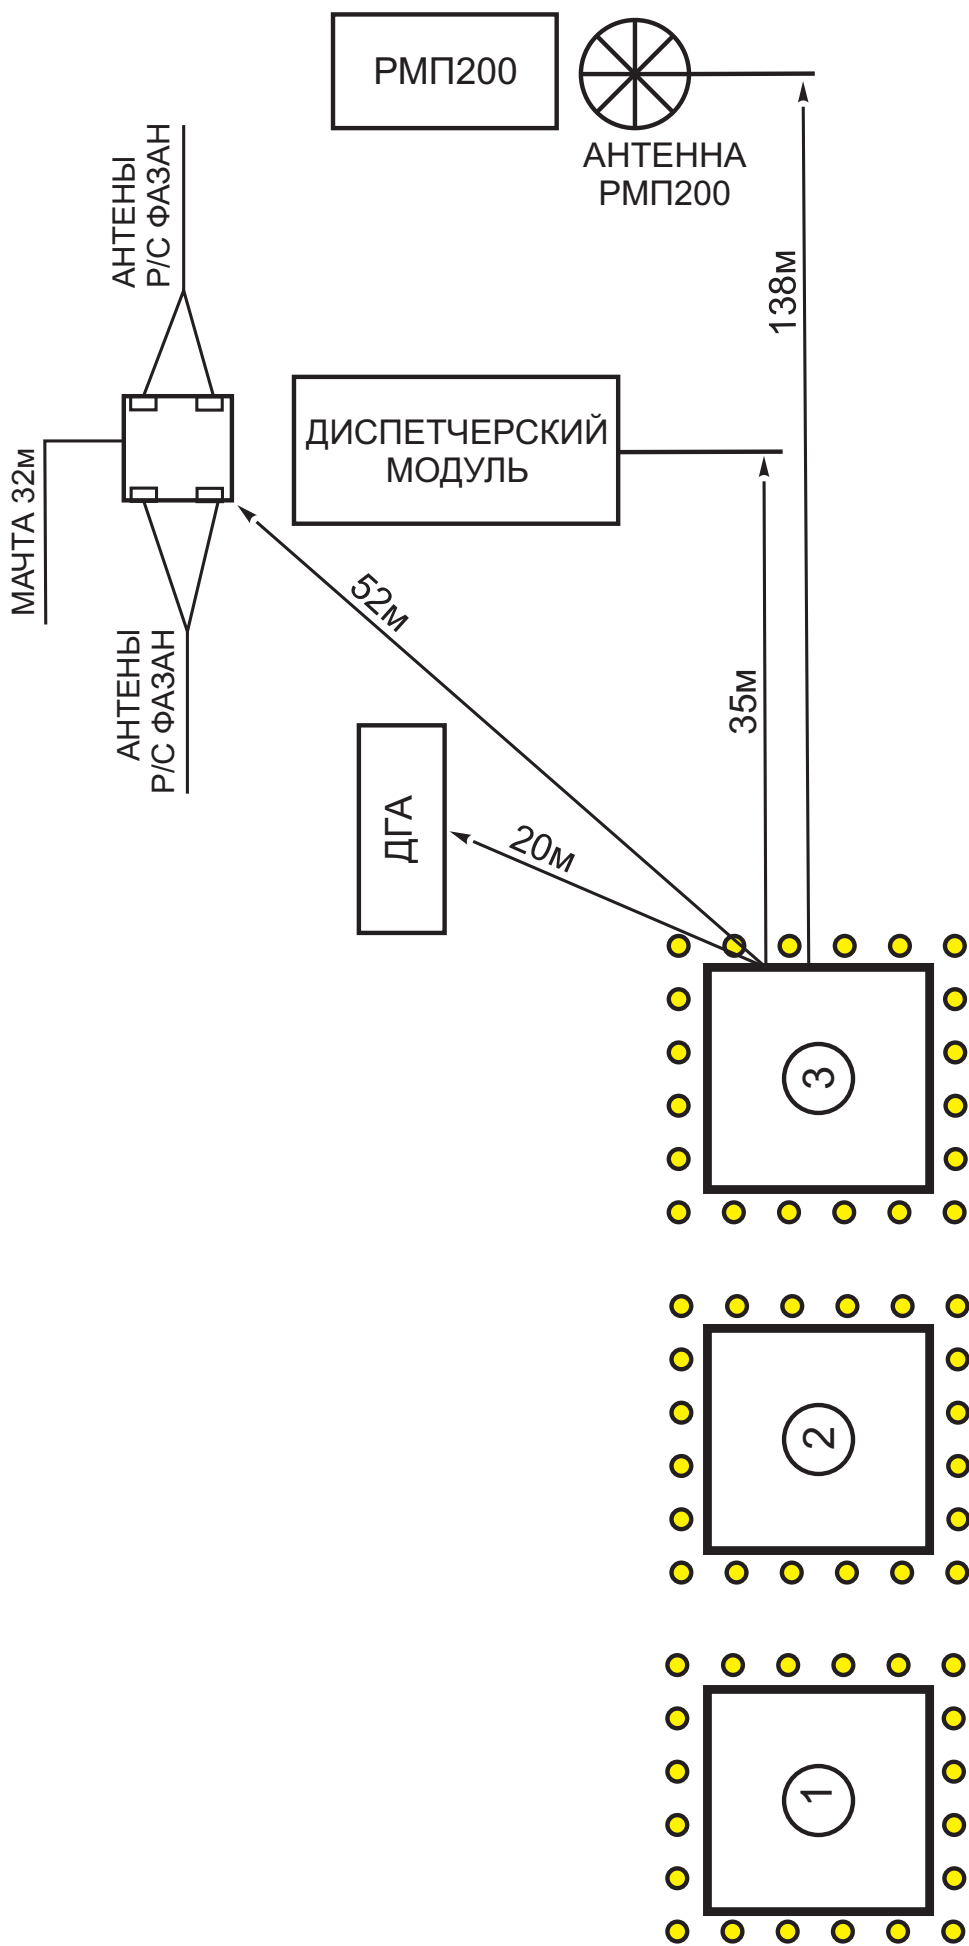 РМП200
АНТЕННА
РМП200
АНТЕНЫ
Р/С ФАЗАН
138м
ДИСПЕТЧЕРСКИЙ
МОДУЛЬ
МАЧТА 32м
52м
АНТЕНЫ
Р/С ФАЗАН
35м
ДГА
20м
3
2
1